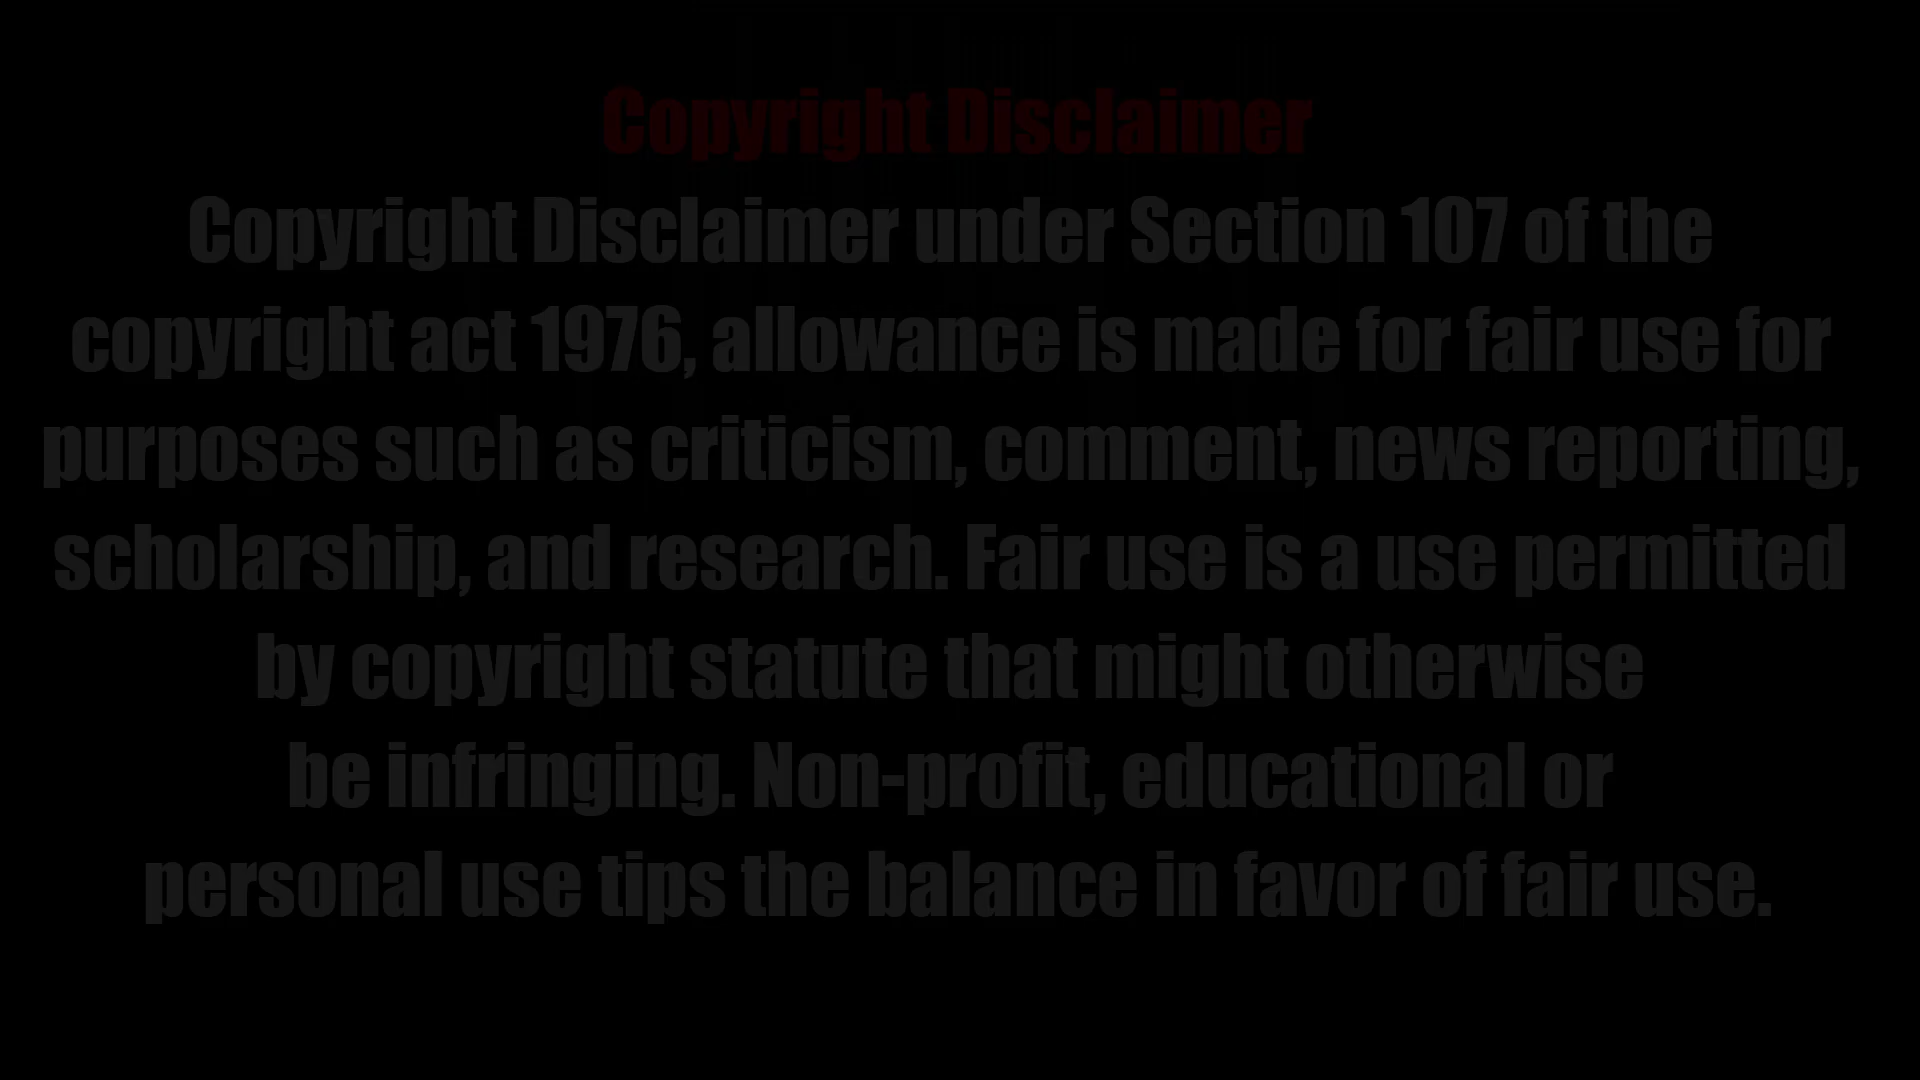 Copyright Disclaimer
Copyright Disclaimer under Section 107 of the
copyright act 1976, allowance is made for fair use for
purposes such as criticism, comment, news reporting,
scholarship, and research. Fair use is a use permitted
by copyright statute that might otherwise
be infringing. Non-profit, educational or
personal use tips the balance in favor of fair use.